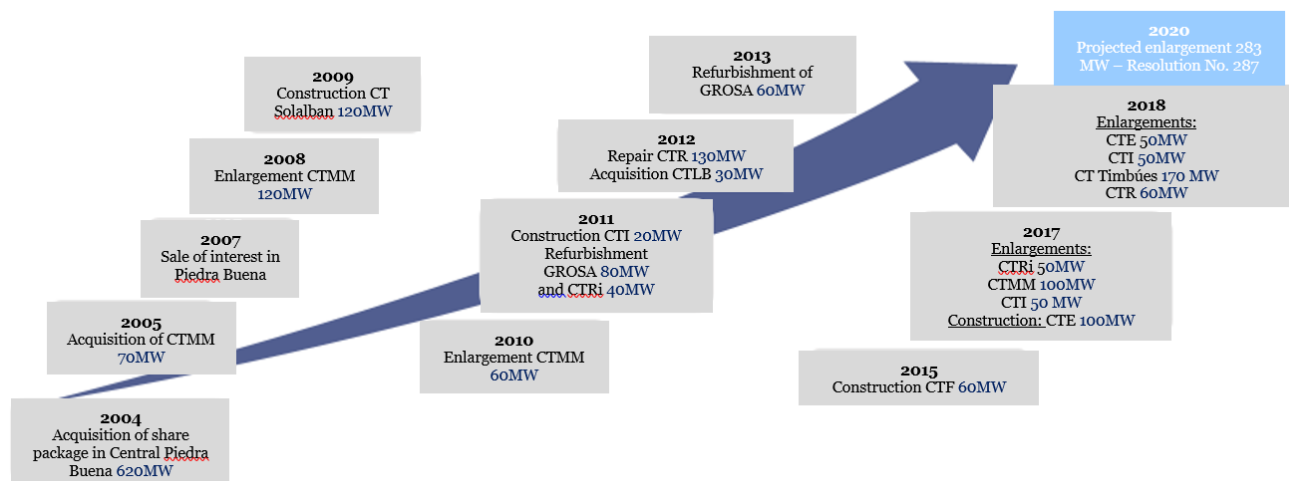 2004
Acquisition of share
package in Central Piedra
Buena 620MW
2005
Acquisition of CTMM
70MW
2007
Sale of interest in
Piedra Buena
2008
Enlargement CTMM
120MW
2009
Construction CT
Solalban 120MW
2010
Enlargement CTMM
60MW
2011
Construction CTI 20MW
Refurbishment
GROSA 80MW
and CTRi 40MW
2012
Repair CTR 130MW
Acquisition CTLB 30MW
2013
Refurbishment of
GROSA 60MW
2015
Construction CTF 60MW
2017
Enlargements:
CTRi 50MW
CTMM 100MW
CTI 50 MW
Construction: CTE 100MW
2018
Enlargements:
CTE 50MW
CTI 50MW
CT Timbúes 170 MW
CTR 60MW
2020
Projected enlargement 283
MW – Resolution No. 287